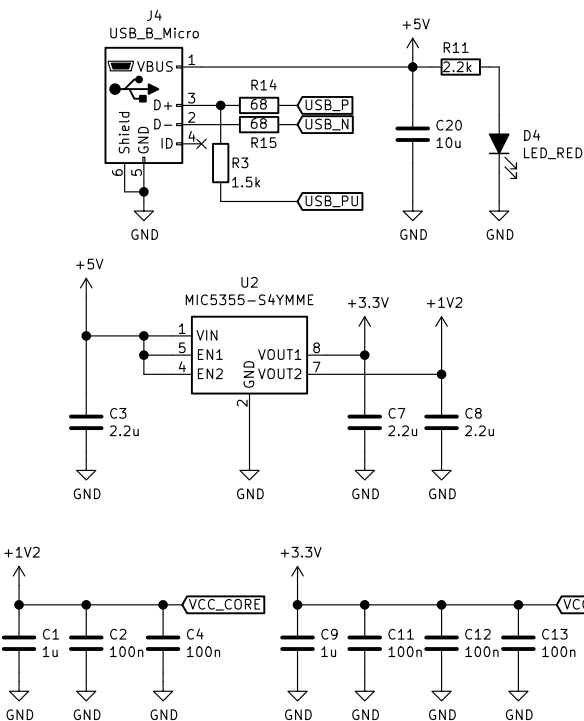 J4
USB_B_Micro
VBUS 1
D+ 3
D- 2
ID 4
Shield
GND
6
5
GND
R14
68
USB_P
68
USB_N
R15
R3
1.5k
USB_PU
+5V
R11
2.2k
C20
10u
D4
LED_RED
GND
GND
+5V
U2
MIC5355-S4YMME
1 VIN
5 EN1
4 EN2
GND
2
VOUT1 8
VOUT2 7
+3.3V
+1V2
C3
2.2u
C7
2.2u
C8
2.2u
GND
GND
GND
GND
+1V2
VCC_CORE
C1
1u
C2
100n
C4
100n
GND
GND
GND
+3.3V
VCC
C9
1u
C11
100n
C12
100n
C13
100n
GND
GND
GND
GND